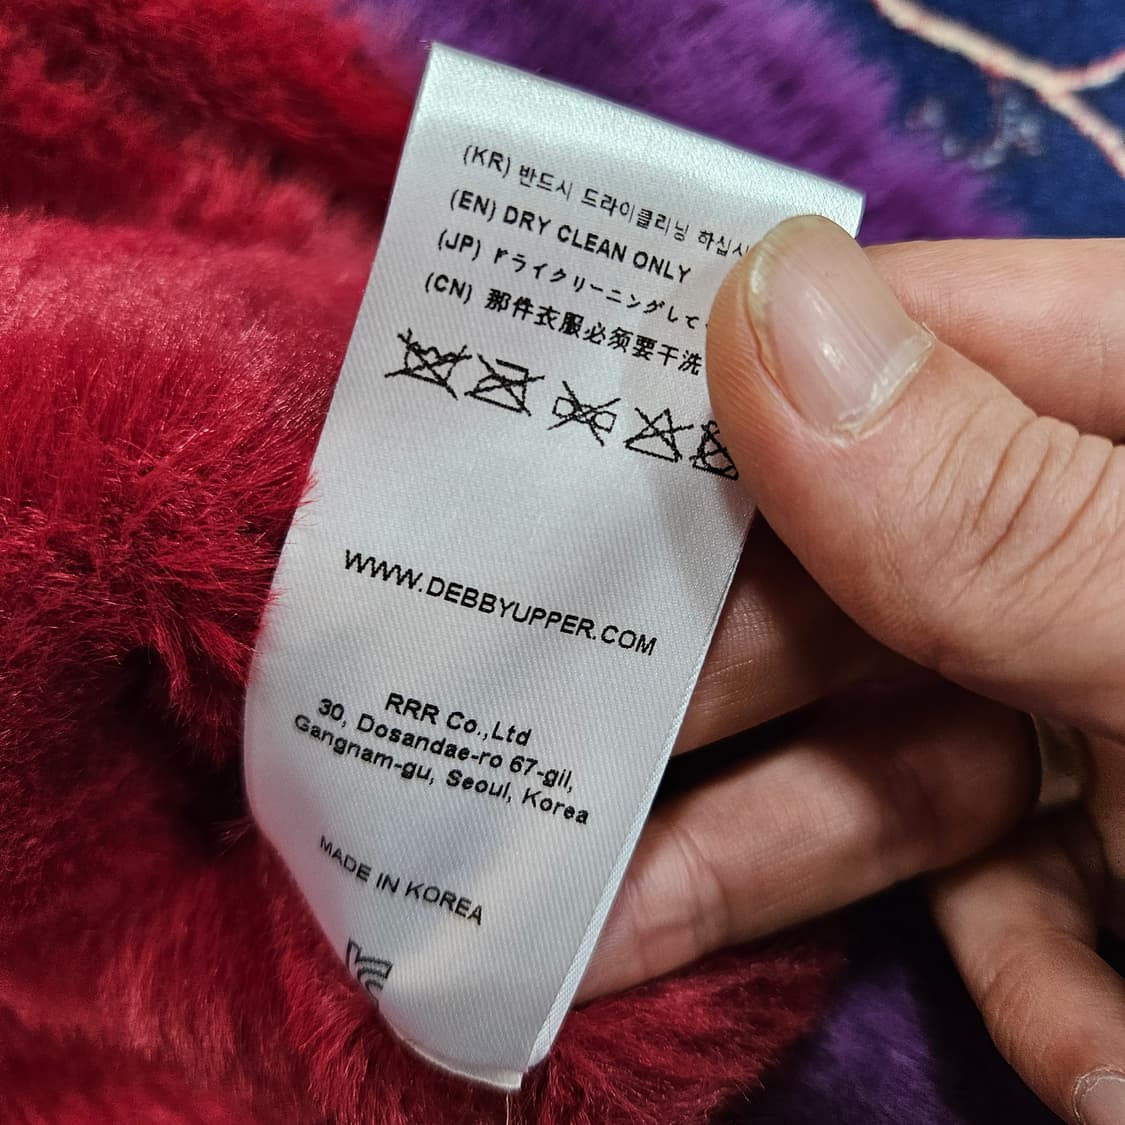 (KR) 반드시 드라이클리닝 하십시
(EN) DRY CLEAN ONLY
(JP) ドライクリーニングして
(CN) 那件衣服必须要干洗
WWW.DEBBYUPPER.COM
RRR Co.,Ltd
30, Dosandae-ro 67-gil,
Gangnam-gu, Seoul, Korea
MADE IN KOREA